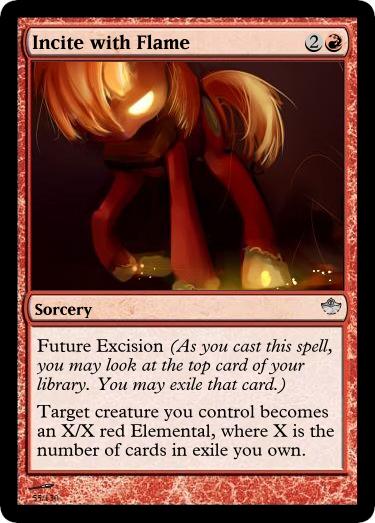 Incite with Flame 2
Sorcery
Future Excision (As you cast this spell,
you may look at the top card of your
library. You may exile that card.)
Target creature you control becomes
an X/X red Elemental, where X is the
number of cards in exile you own.